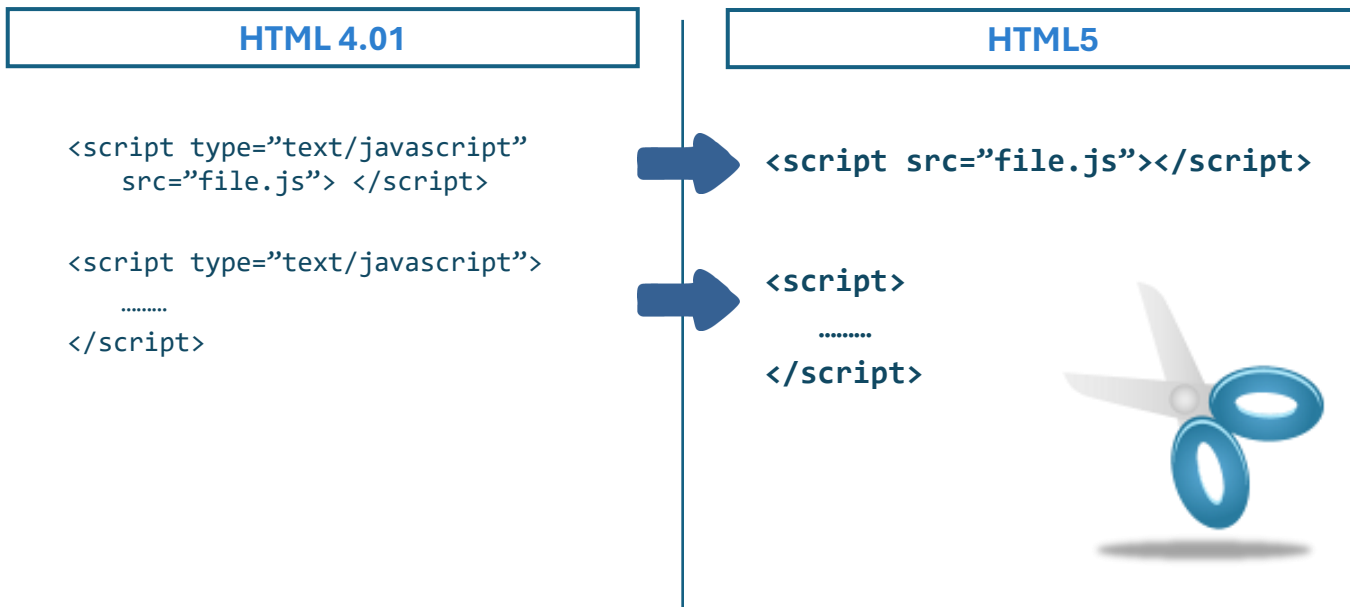 HTML 4.01
<script type=”text/javascript”
src=”file.js”> </script>
<script type=”text/javascript”>
………
</script>
HTML5
<script src=”file.js”></script>
<script>
………
</script>